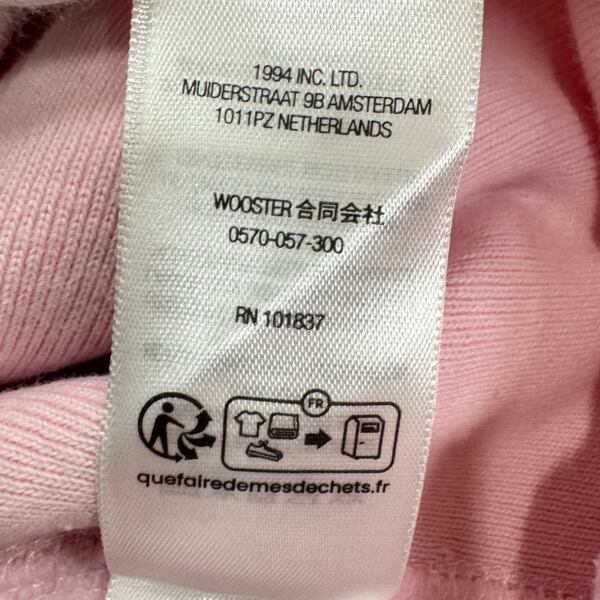 1994 INC. LTD.
MUIDERSTRAAT 9B AMSTERDAM
1011PZ NETHERLANDS
WOOSTER 合同会社
0570-057-300
RN 101837
FR
quefairedemesdechets.fr